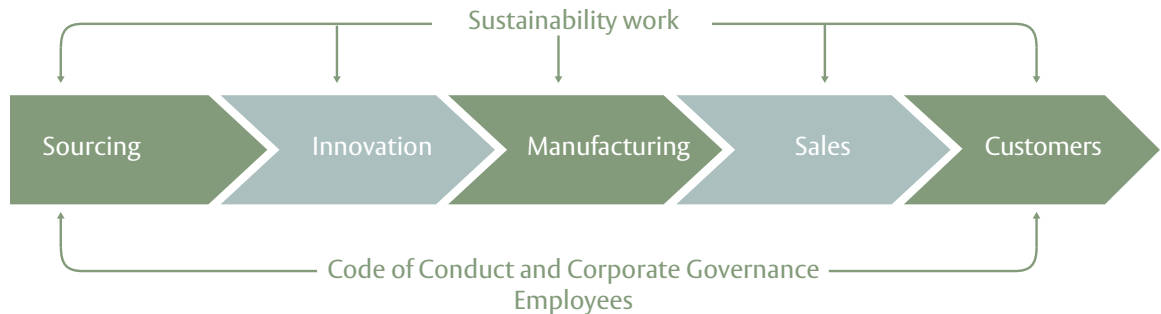 Sustainability work
Sourcing
Innovation
Manufacturing
Sales
Customers
Code of Conduct and Corporate Governance
Employees